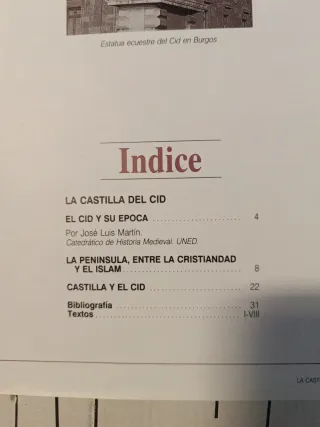 Estatua ecuestre del Cid en Burgos
Indice
LA CASTILLA DEL CID
EL CID Y SU EPOCA ........................ 4
Por José Luis Martín.
Catedrático de Historia Medieval. UNED.
LA PENINSULA, ENTRE LA CRISTIANDAD
Y EL ISLAM ........................ 8
CASTILLA Y EL CID ........................ 22
Bibliografía ........................ 31
Textos ........................ I-VIII
LA CAST